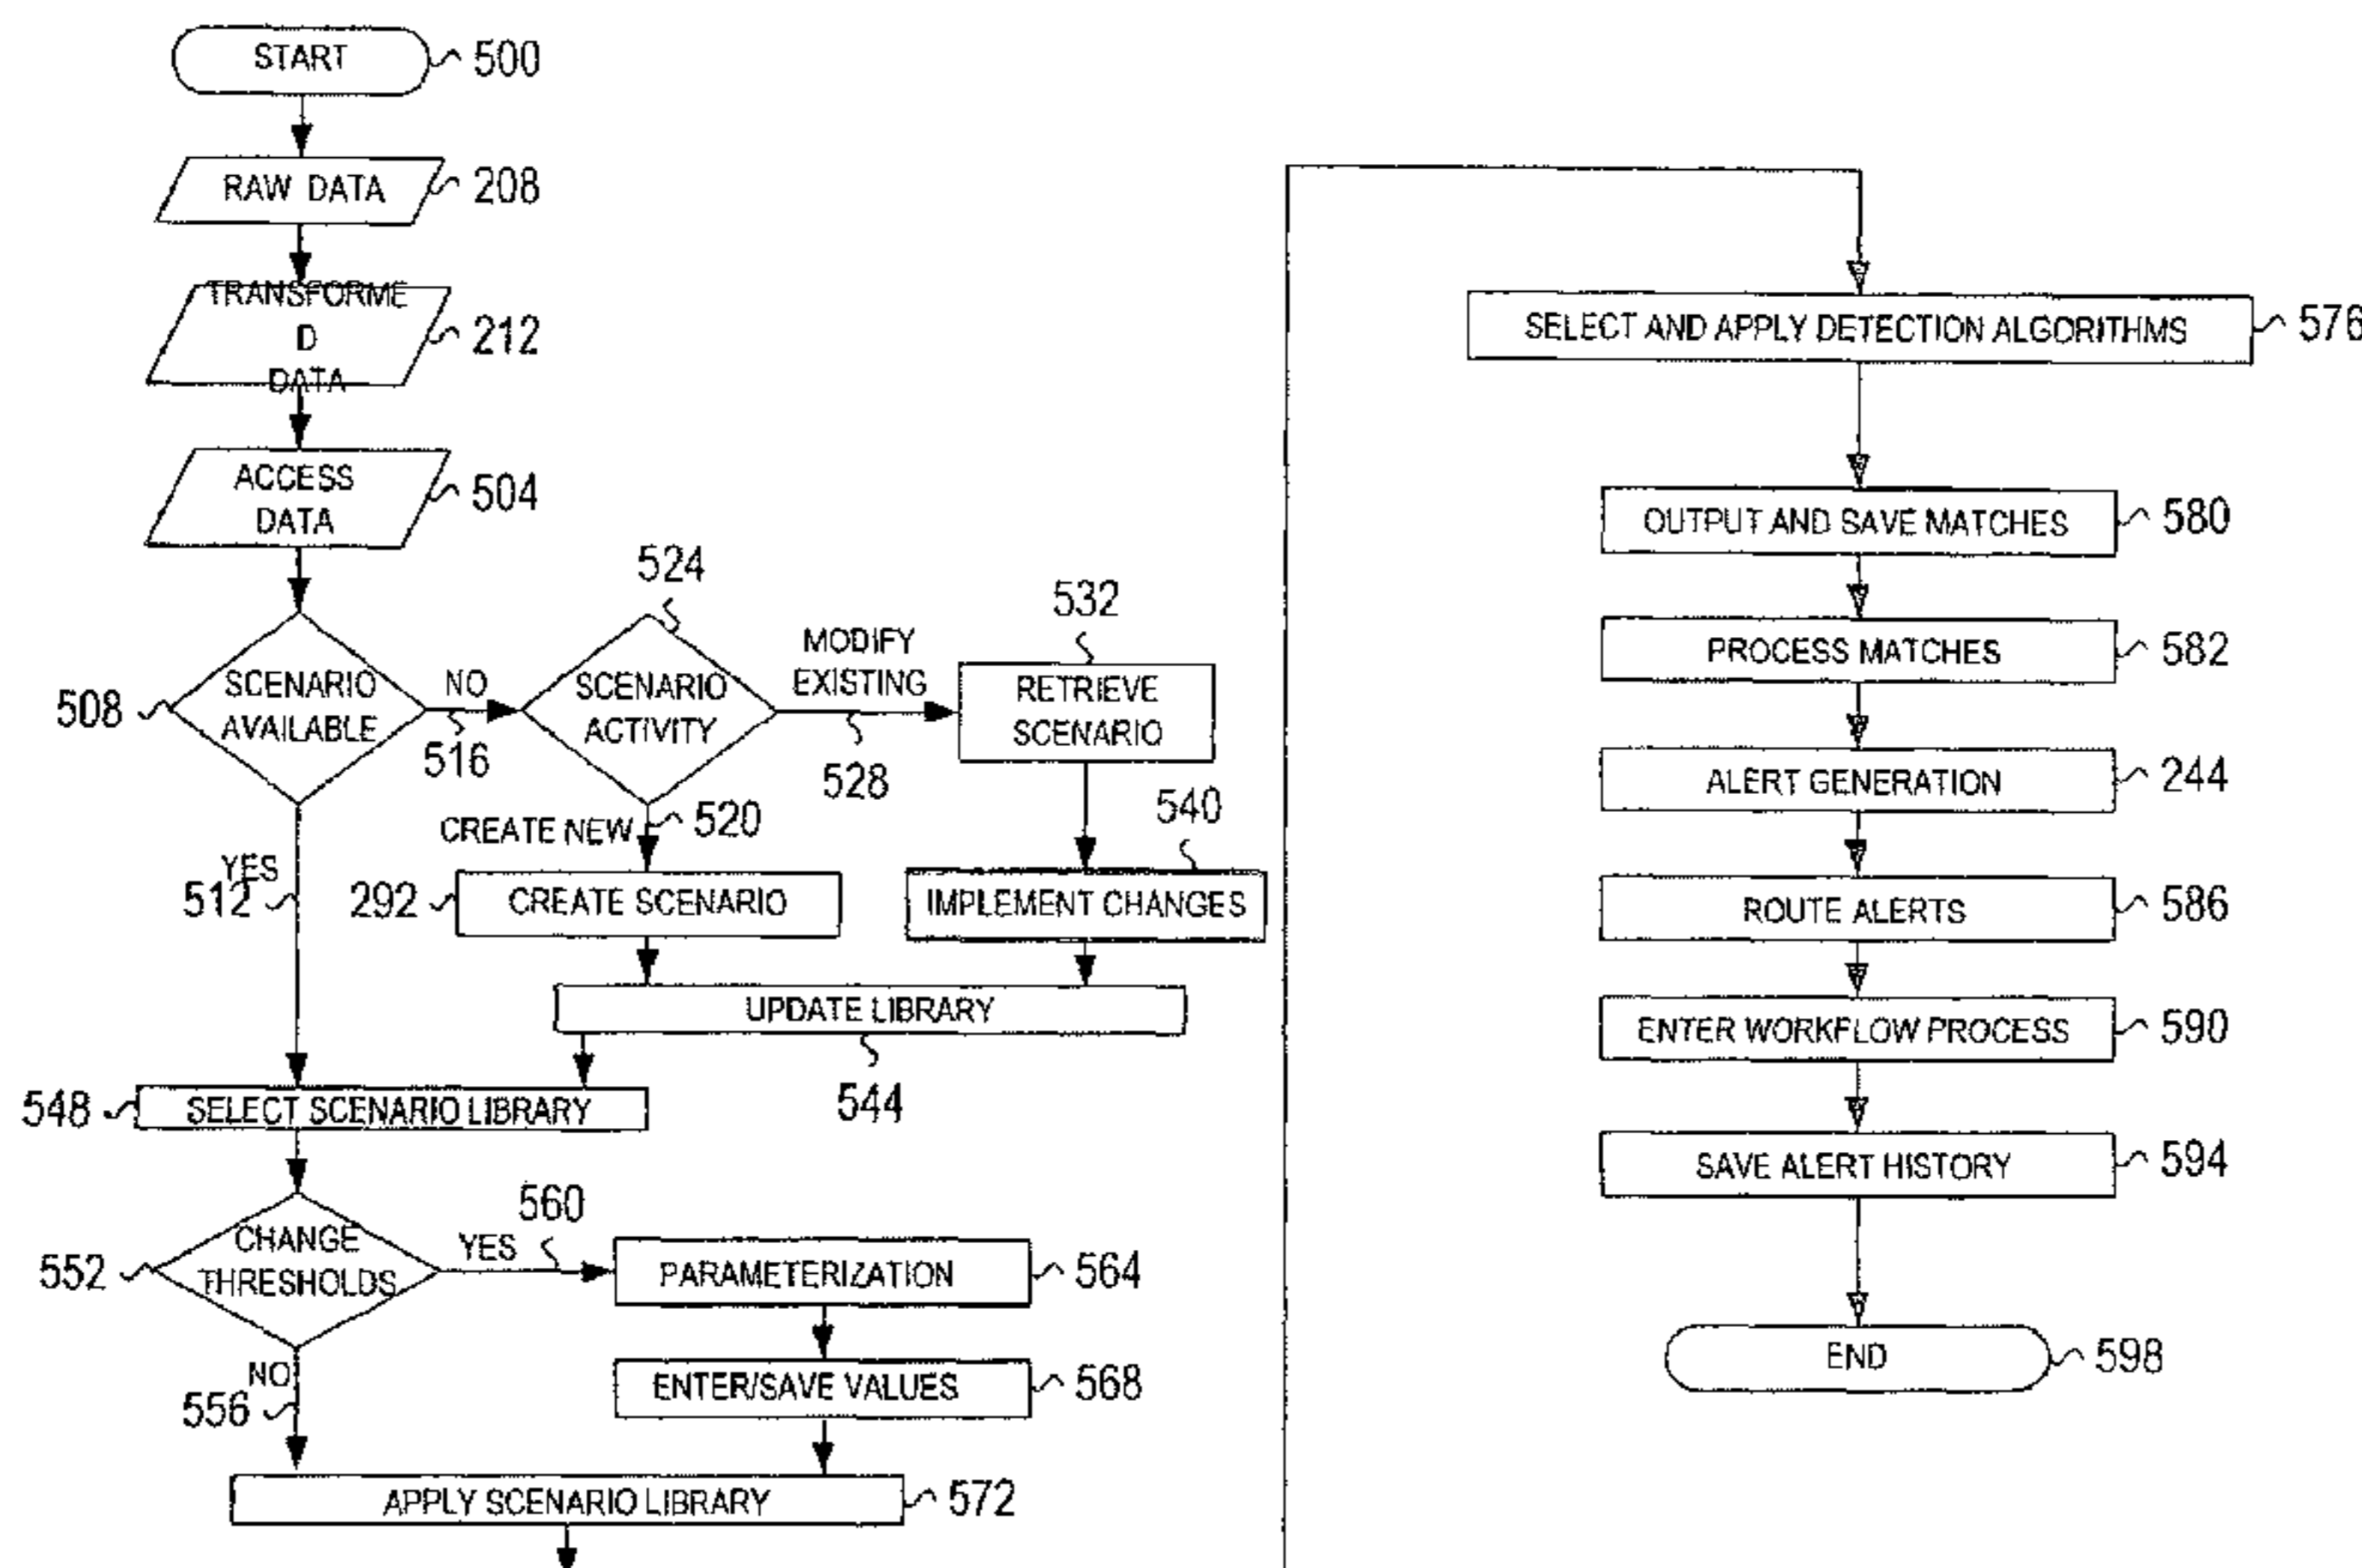 START
500
RAW DATA
208
TRANSFORME
D
DATA
212
ACCESS
DATA
504
SCENARIO
AVAILABLE
508
NO
516
YES
512
SCENARIO
ACTIVITY
524
MODIFY
EXISTING
528
RETRIEVE
SCENARIO
532
CREATE NEW
520
292
CREATE SCENARIO
540
IMPLEMENT CHANGES
UPDATE LIBRARY
544
548
SELECT SCENARIO LIBRARY
552
CHANGE
THRESHOLDS
YES
560
PARAMETERIZATION
564
ENTER/SAVE VALUES
568
NO
556
APPLY SCENARIO LIBRARY
572
SELECT AND APPLY DETECTION ALGORITHMS
576
OUTPUT AND SAVE MATCHES
580
PROCESS MATCHES
582
ALERT GENERATION
244
ROUTE ALERTS
586
ENTER WORKFLOW PROCESS
590
SAVE ALERT HISTORY
594
END
598